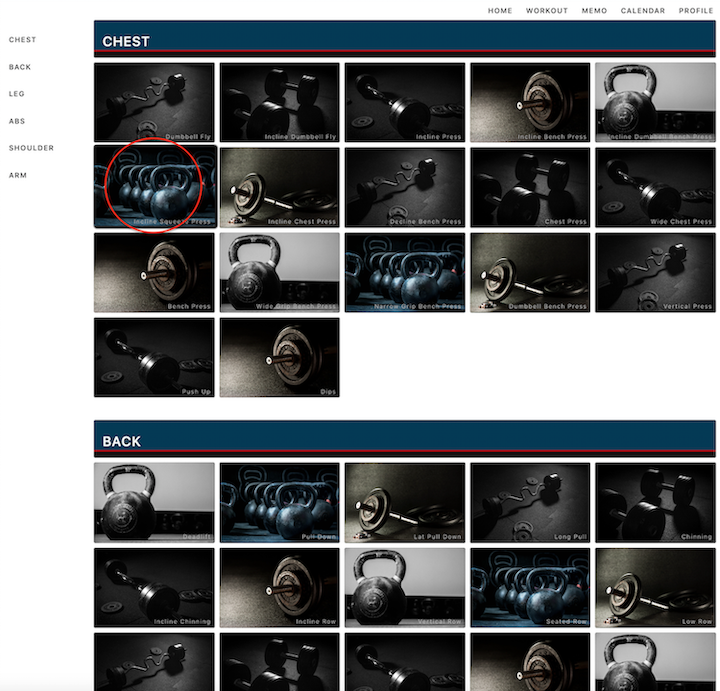 HOME WORKOUT MEMO CALENDAR PROFILE
CHEST
BACK
LEG
ABS
SHOULDER
ARM
CHEST
Dumbbell Fly
Incline Dumbbell Fly
Incline Press
Incline Bench Press
Incline Dumbbell Bench Press
Incline Squeeze Press
Incline Chest Press
Decline Bench Press
Chest Press
Wide Chest Press
Bench Press
Wide Grip Bench Press
Narrow Grip Bench Press
Dumbbell Bench Press
Vertical Press
Push Up
Dips
BACK
Deadlift
Pull Down
Lat Pull Down
Long Pull
Chinning
Incline Chinning
Incline Row
Vertical Row
Seated Row
Low Row